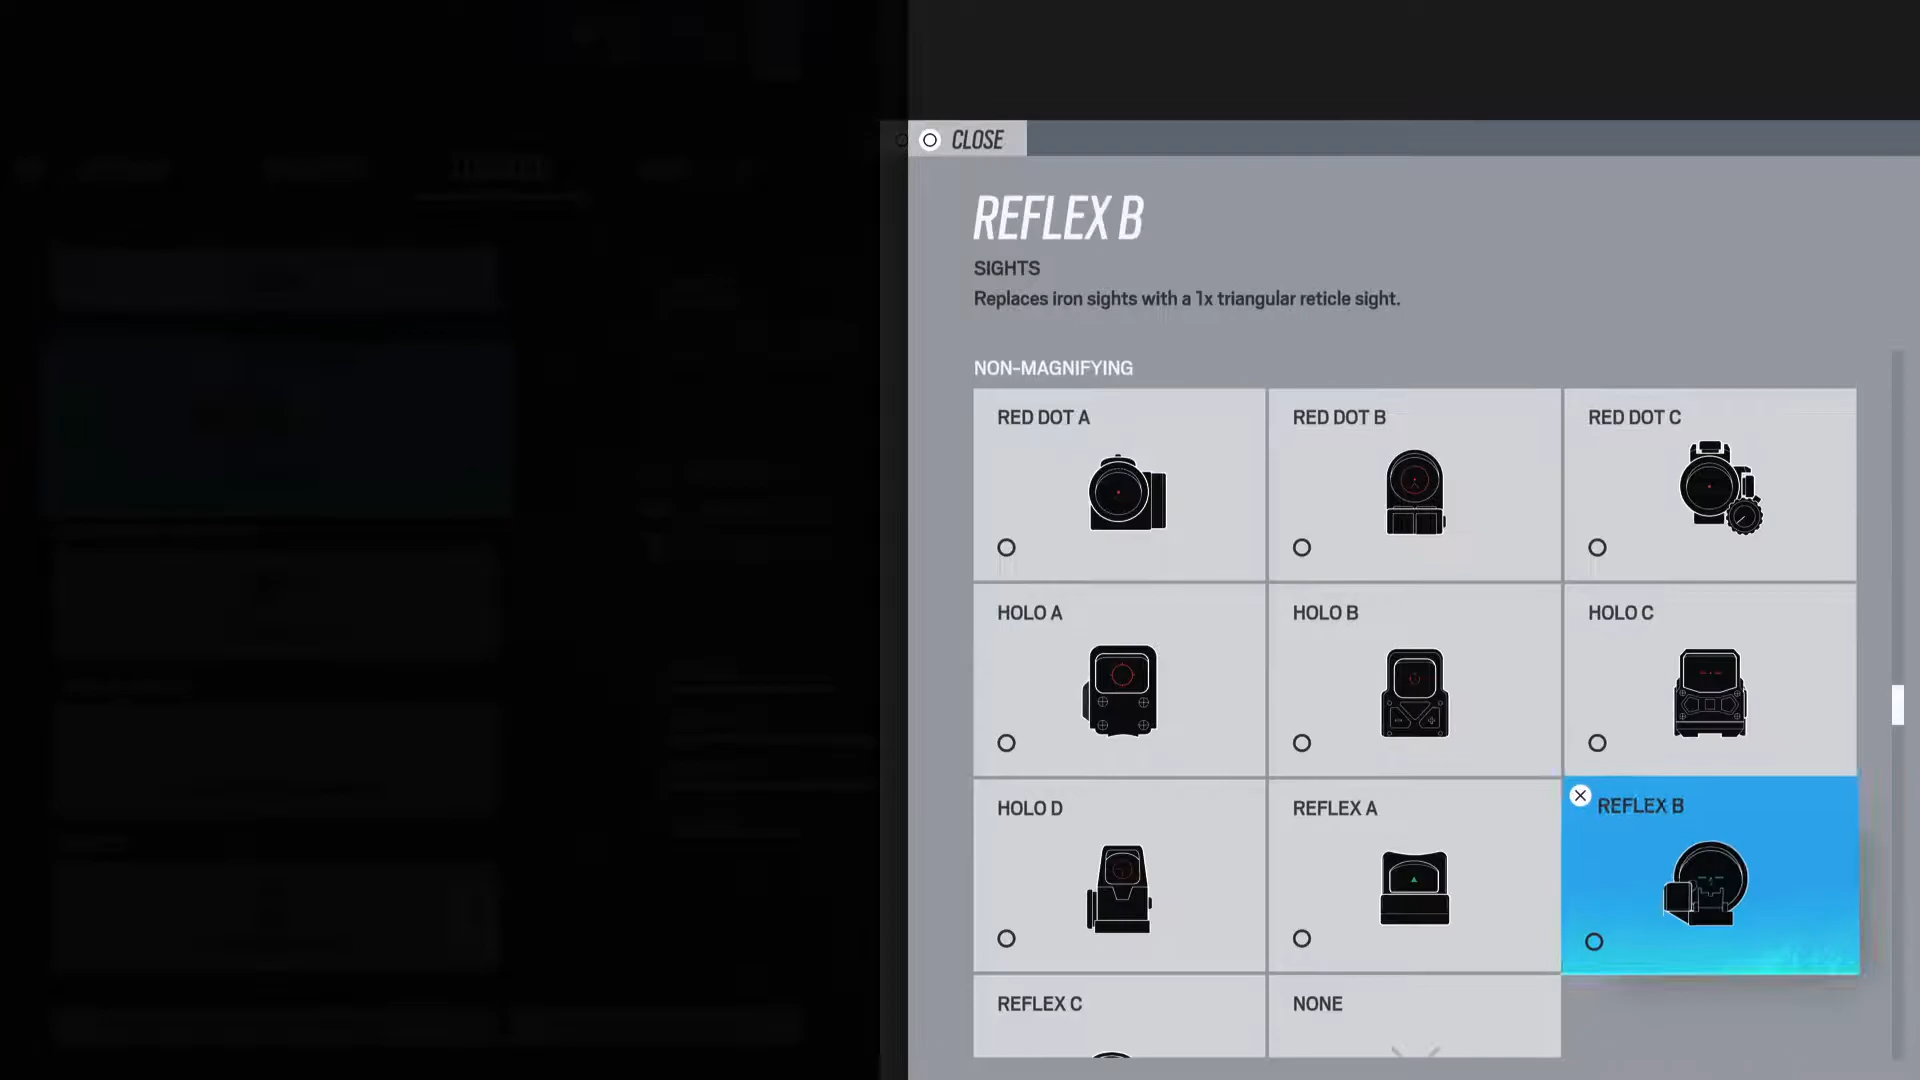 CLOSE
REFLEX B
SIGHTS
Replaces iron sights with a 1x triangular reticle sight.
NON-MAGNIFYING
RED DOT A
RED DOT B
RED DOT C
HOLO A
HOLO B
HOLO C
HOLO D
REFLEX A
REFLEX B
REFLEX C
NONE